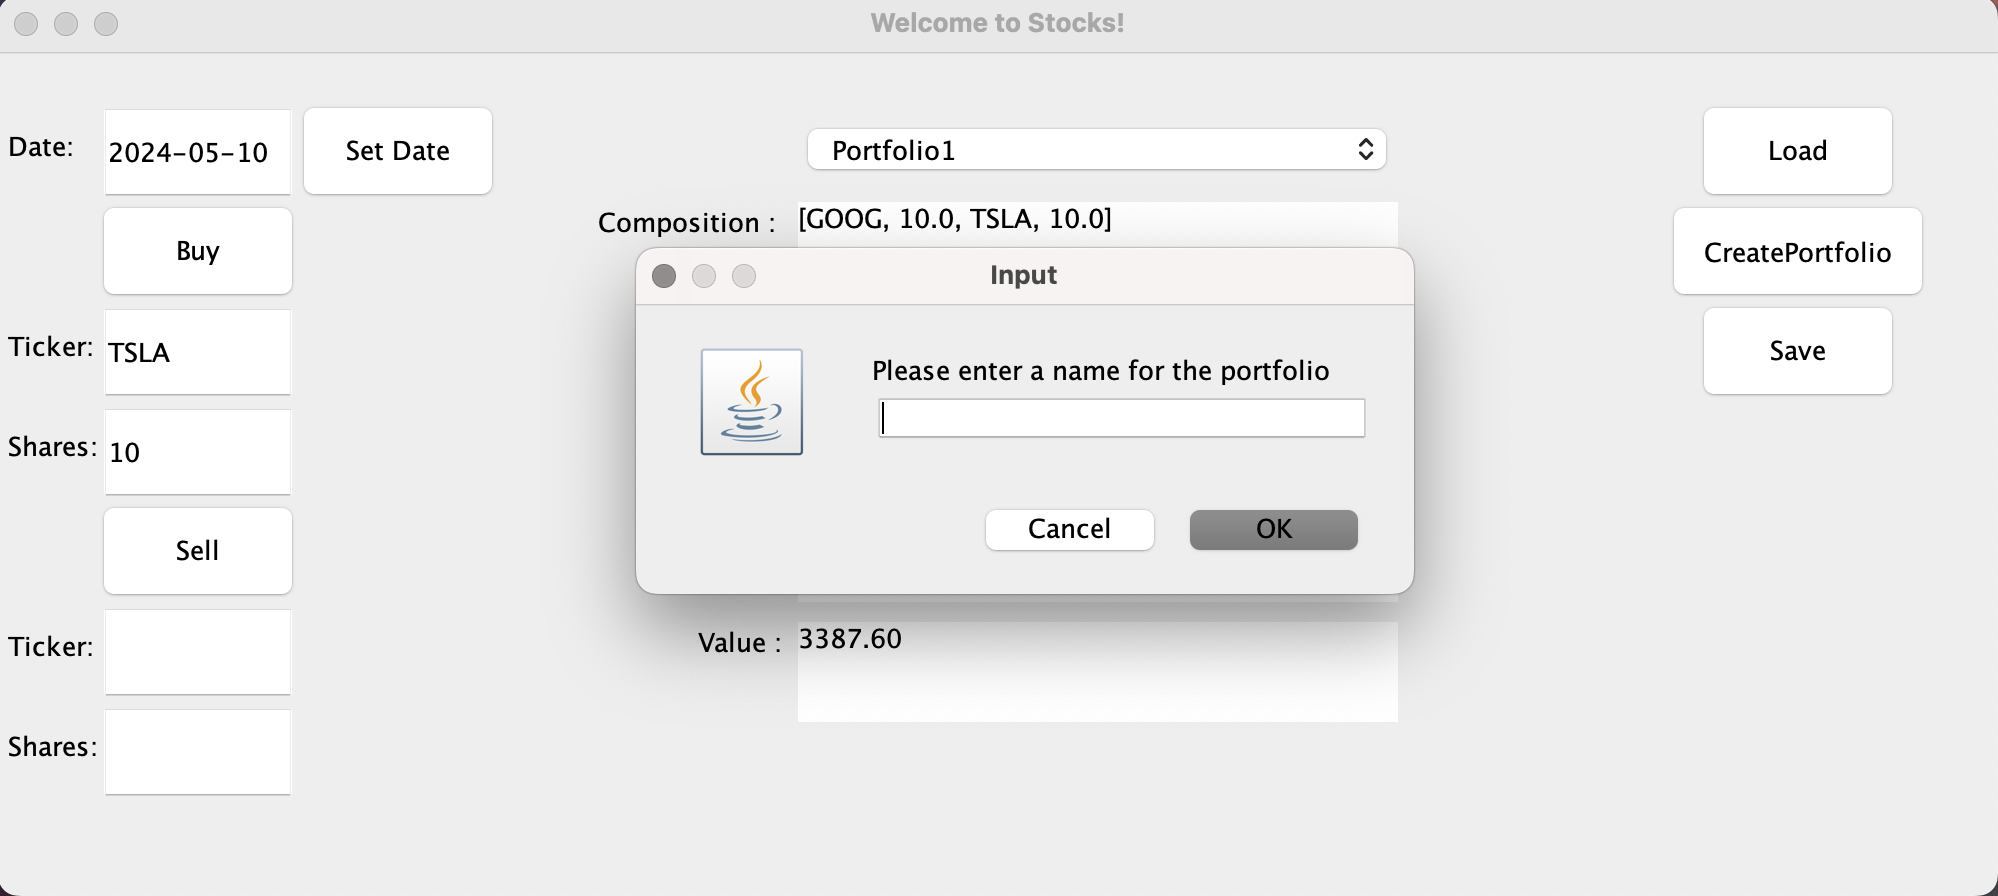 Welcome to Stocks!
Date:
2024-05-10
Set Date
Buy
Ticker:
TSLA
Shares:
10
Sell
Ticker:
Shares:
Portfolio1
Composition :
[GOOG, 10.0, TSLA, 10.0]
Input
Please enter a name for the portfolio
Cancel
OK
Value :
3387.60
Load
CreatePortfolio
Save